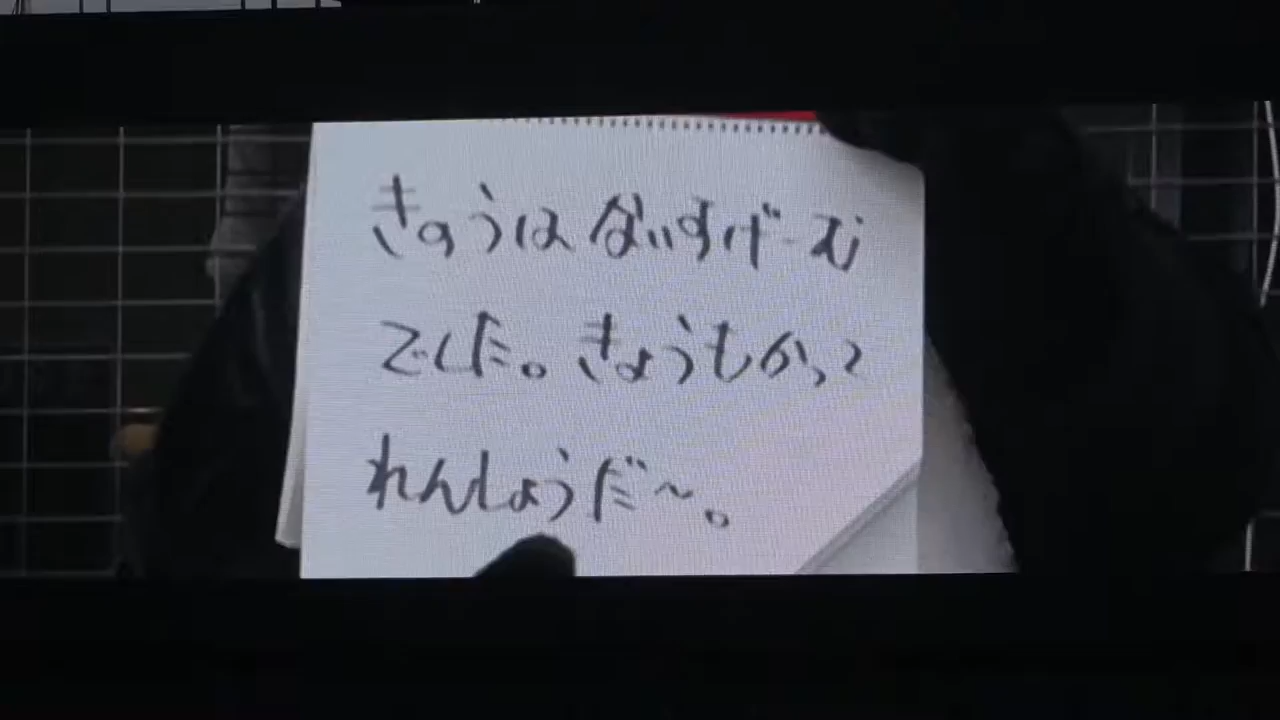 きのうはないすげーむ
でした。きょうもかって
れんしょうだ〜。